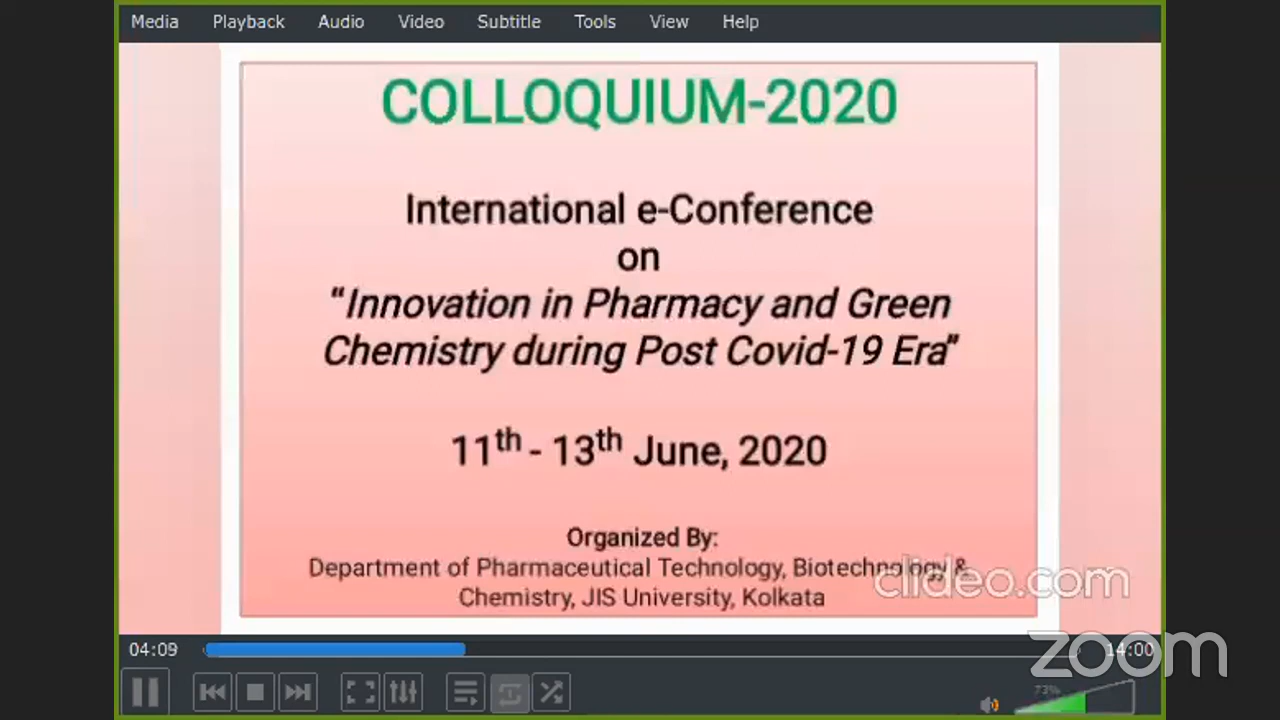 Media Playback Audio Video Subtitle Tools View Help
COLLOQUIUM-2020
International e-Conference
on
"Innovation in Pharmacy and Green
Chemistry during Post Covid-19 Era"
11th - 13th June, 2020
Organized By:
Department of Pharmaceutical Technology, Biotechnology &
Chemistry, JIS University, Kolkata
clideo.com
04:09
14:00
zoom
73%